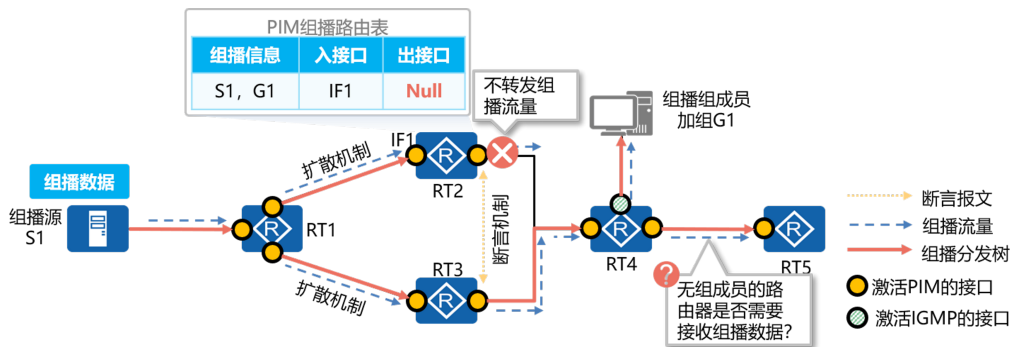 PIM组播路由表
组播信息 入接口 出接口
S1，G1 IF1 Null
不转发组
播流量
组播组成员
加组G1
IF1
扩散机制
RT2
组播数据
组播源
S1
RT1
断言机制
RT3
扩散机制
RT4
RT5
?
无组成员的路
由器是否需要
接收组播数据?
断言报文
组播流量
组播分发树
激活PIM的接口
激活IGMP的接口
R
R
R
R
R